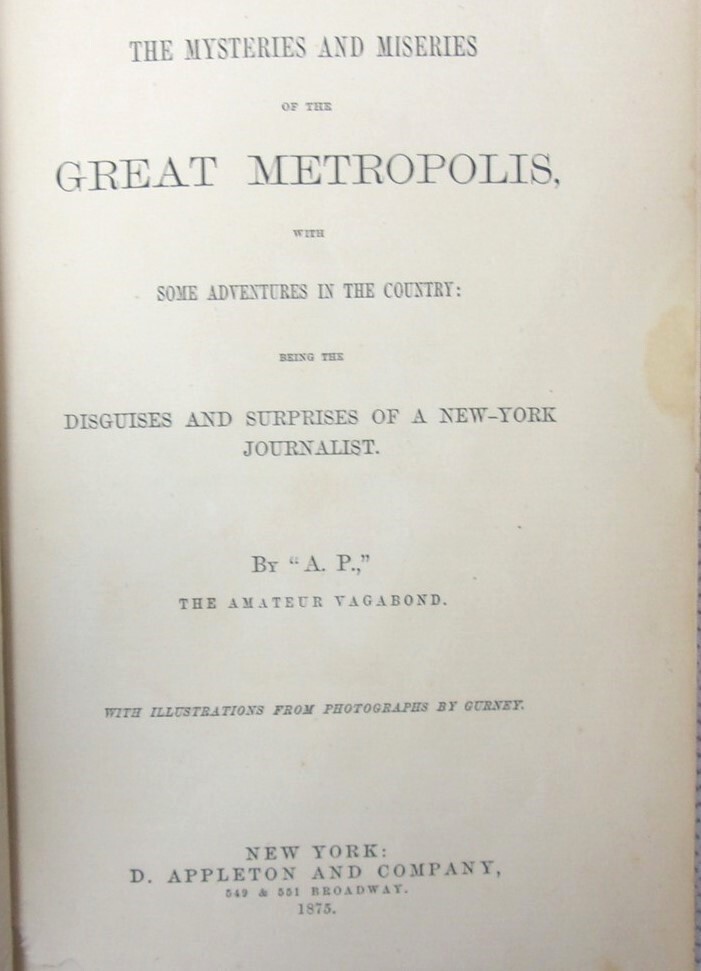 THE MYSTERIES AND MISERIES
OF THE
GREAT METROPOLIS,
WITH
SOME ADVENTURES IN THE COUNTRY:
BEING THE
DISGUISES AND SURPRISES OF A NEW-YORK
JOURNALIST.
BY "A. P.,"
THE AMATEUR VAGABOND.
WITH ILLUSTRATIONS FROM PHOTOGRAPHS BY GURNEY.
NEW YORK:
D. APPLETON AND COMPANY,
549 & 551 BROADWAY.
1875.